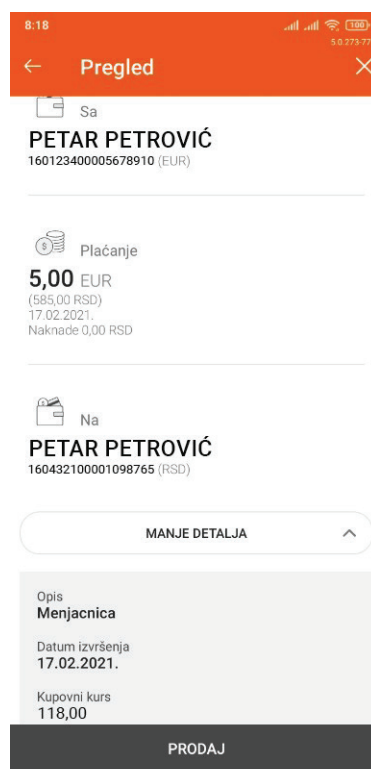 8:18
100
5.0.273-77
Pregled
Sa
PETAR PETROVIĆ
160123400005678910 (EUR)
Plaćanje
5,00 EUR
(585,00 RSD)
17.02.2021.
Naknade 0,00 RSD
Na
PETAR PETROVIĆ
160432100001098765 (RSD)
MANJE DETALJA
Opis
Menjacnica
Datum izvršenja
17.02.2021.
Kupovni kurs
118,00
PRODAJ